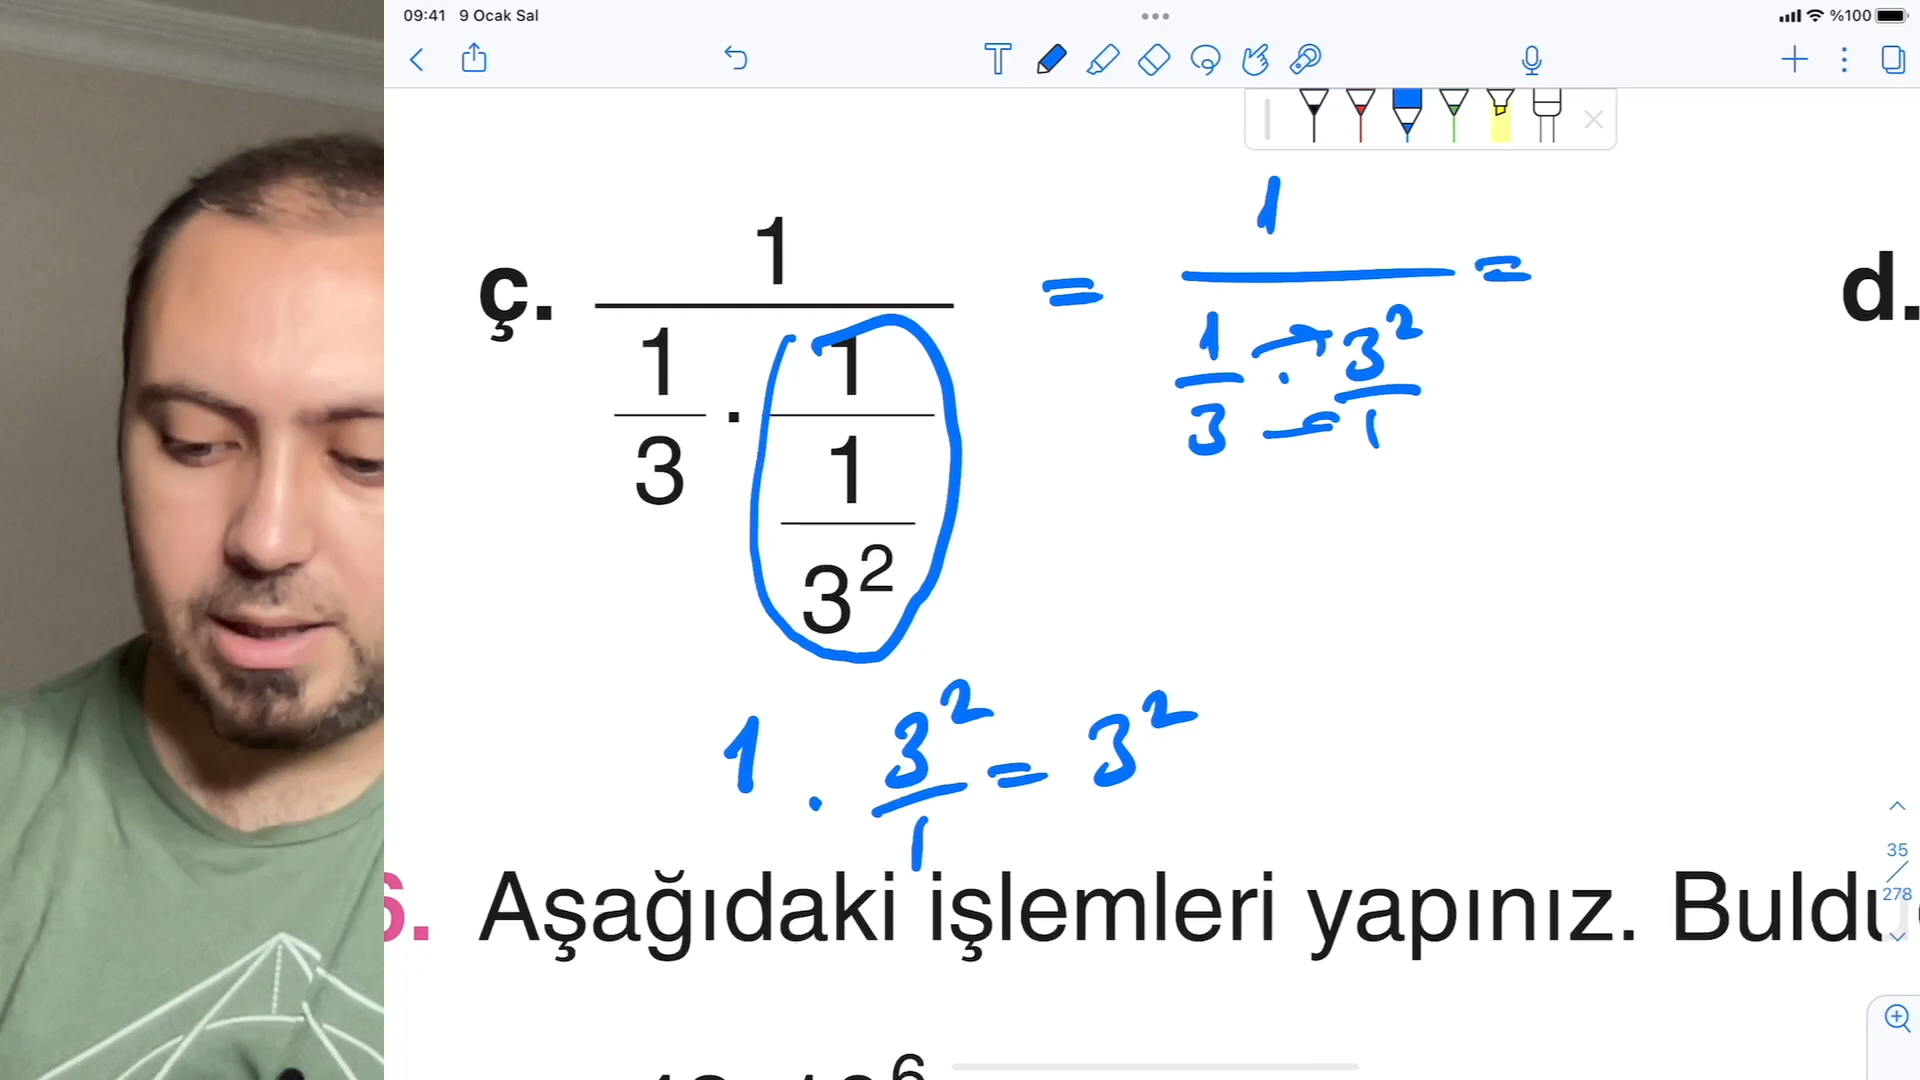 09:41 9 Ocak Sal %100
ç. 1 / (1/3 · 1/(1/3²)) = 1 / (1/3 · 3²/1) =
d.
1 · 3²/1 = 3²
35/278
6. Aşağıdaki işlemleri yapınız. Buldu